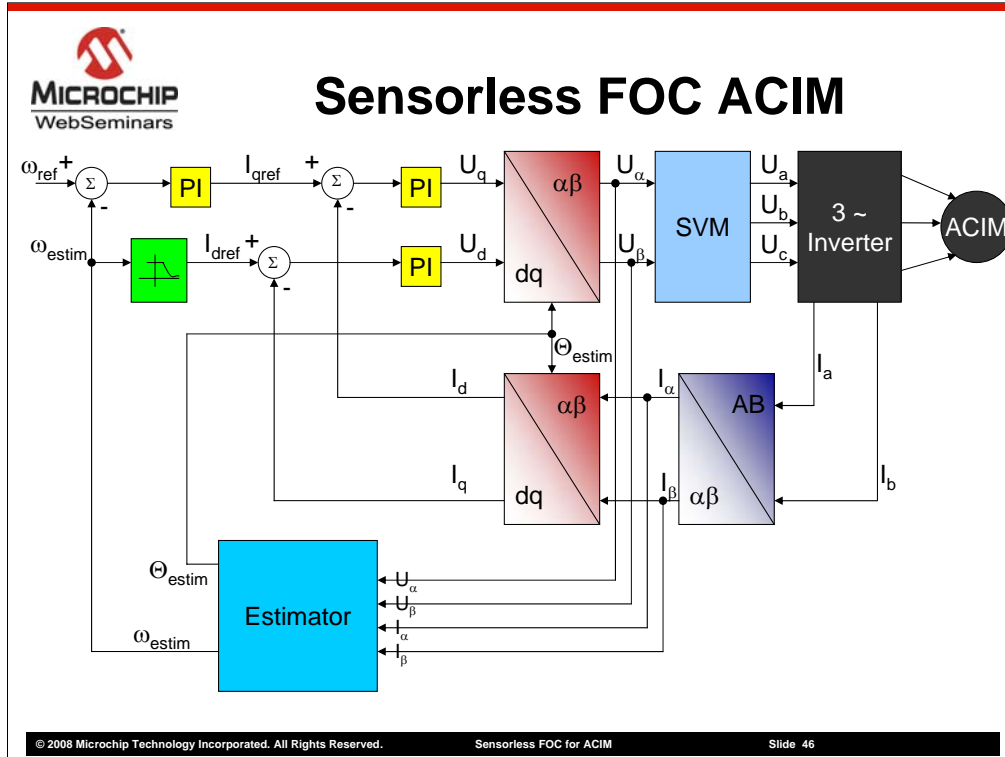 MICROCHIP
WebSeminars
Sensorless FOC ACIM
ωref + Σ - PI Iqref + Σ - PI Uq αβ dq Uα SVM Ua Ub Uc 3 ~ Inverter ACIM
ωestim Idref + Σ - PI Ud Uβ
Θestim
Id αβ dq Iα AB αβ Ia
Iq Iβ Ib
Θestim
ωestim
Estimator
Uα
Uβ
Iα
Iβ
© 2008 Microchip Technology Incorporated. All Rights Reserved. Sensorless FOC for ACIM Slide 46